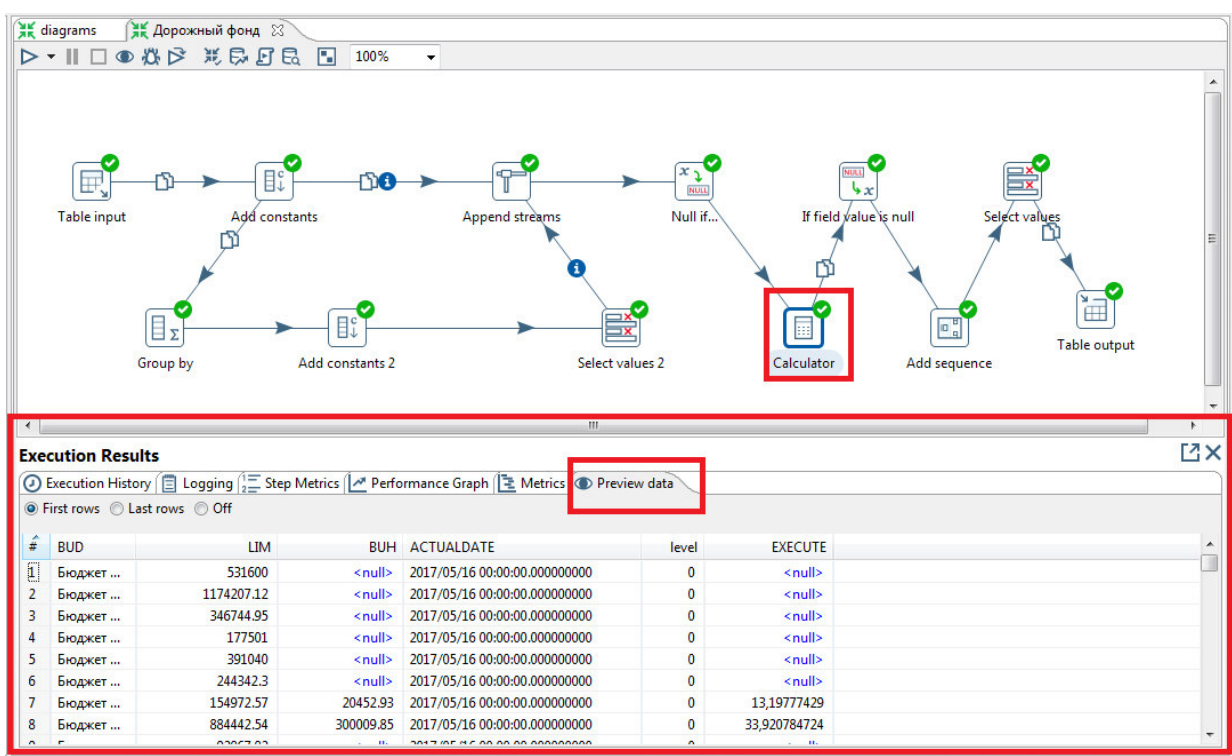 diagrams Дорожный фонд
100%
Table input Add constants Append streams Null if... If field value is null Select values
Group by Add constants 2 Select values 2 Calculator Add sequence Table output
Execution Results
Execution History Logging Step Metrics Performance Graph Metrics Preview data
First rows Last rows Off
# BUD LIM BUH ACTUALDATE level EXECUTE
1 Бюджет ... 531600 <null> 2017/05/16 00:00:00.000000000 0 <null>
2 Бюджет ... 1174207.12 <null> 2017/05/16 00:00:00.000000000 0 <null>
3 Бюджет ... 346744.95 <null> 2017/05/16 00:00:00.000000000 0 <null>
4 Бюджет ... 177501 <null> 2017/05/16 00:00:00.000000000 0 <null>
5 Бюджет ... 391040 <null> 2017/05/16 00:00:00.000000000 0 <null>
6 Бюджет ... 244342.3 <null> 2017/05/16 00:00:00.000000000 0 <null>
7 Бюджет ... 154972.57 20452.93 2017/05/16 00:00:00.000000000 0 13,19777429
8 Бюджет ... 884442.54 300009.85 2017/05/16 00:00:00.000000000 0 33,920784724